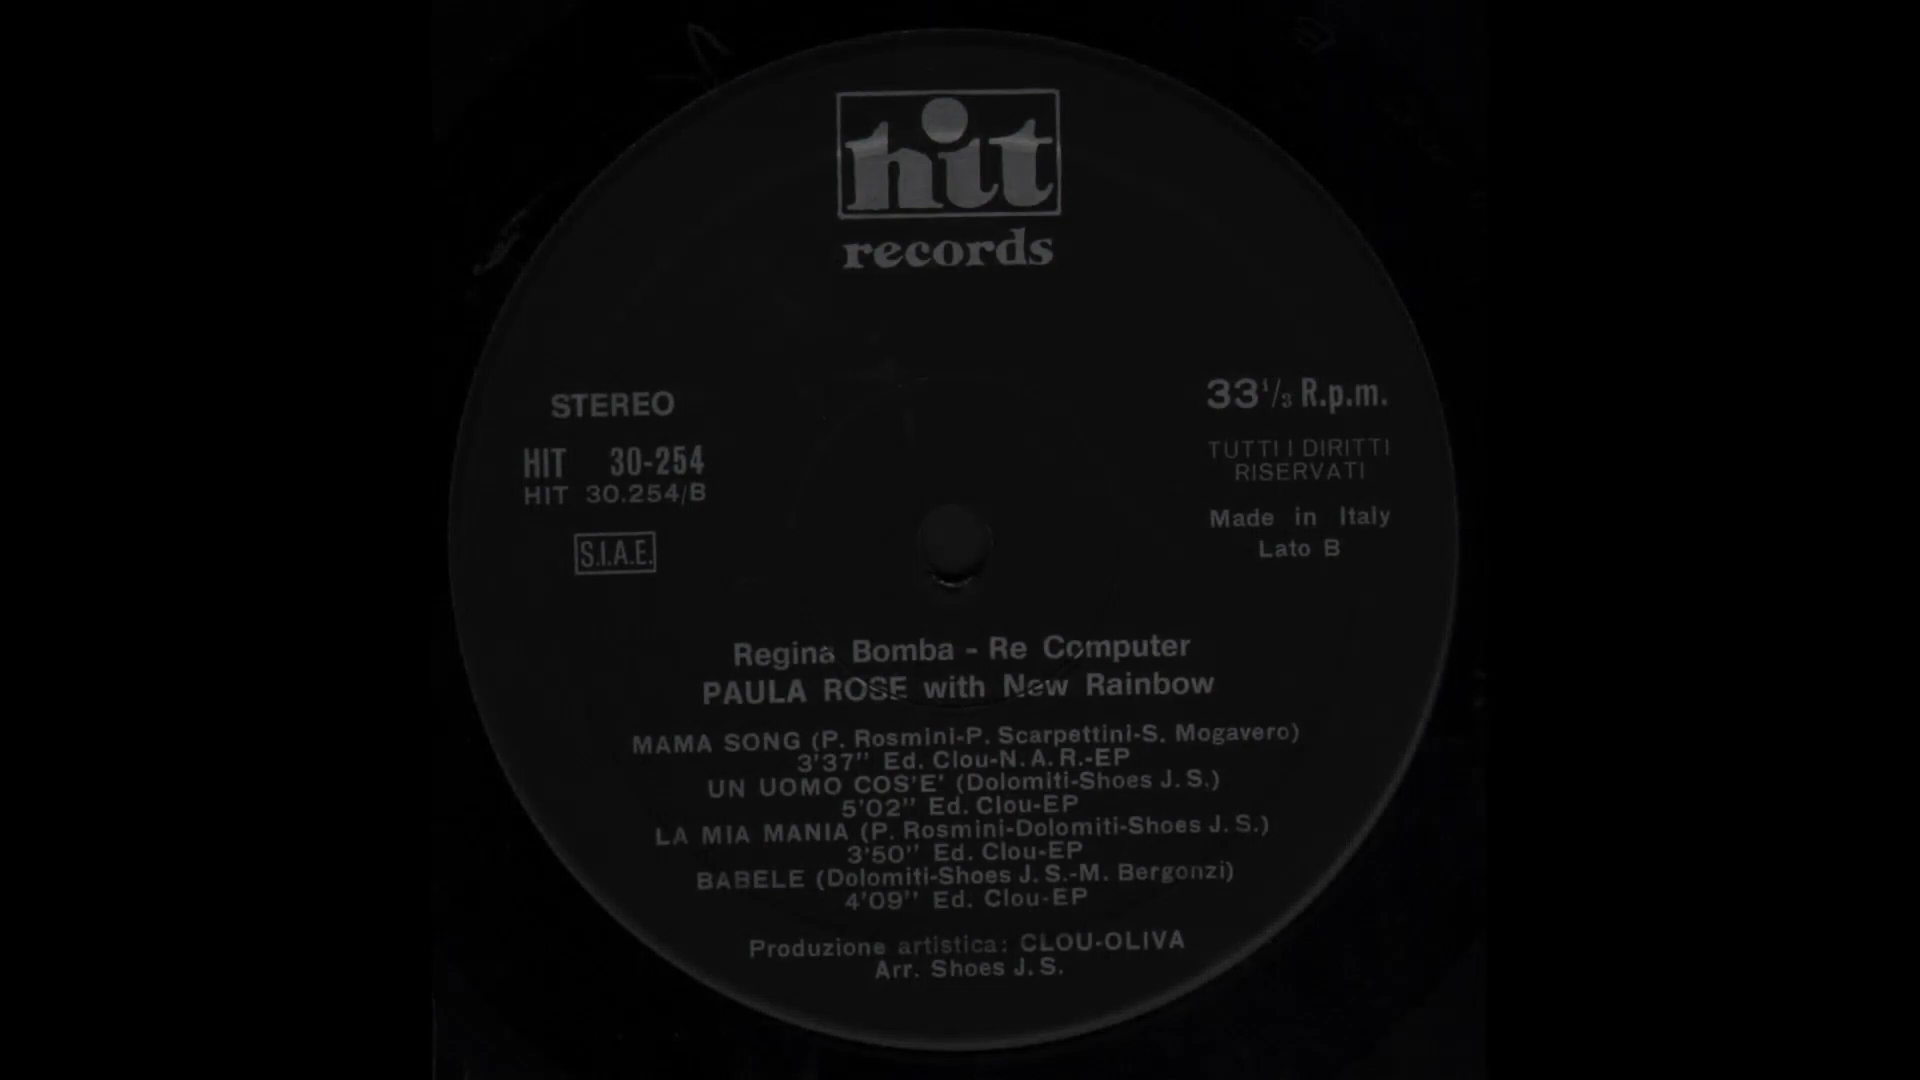 hit
records
STEREO
HIT 30-254
HIT 30.254/B
S.I.A.E.
33 1/3 R.p.m.
TUTTI I DIRITTI
RISERVATI
Made in Italy
Lato B
Regina Bomba - Re Computer
PAULA ROSE with New Rainbow
MAMA SONG (P. Rosmini-P. Scarpettini-S. Mogavero)
3'37" Ed. Clou-N.A.R.-EP
UN UOMO COS'E' (Dolomiti-Shoes J.S.)
5'02" Ed. Clou-EP
LA MIA MANIA (P. Rosmini-Dolomiti-Shoes J.S.)
3'50" Ed. Clou-EP
BABELE (Dolomiti-Shoes J.S.-M. Bergonzi)
4'09" Ed. Clou-EP
Produzione artistica: CLOU-OLIVA
Arr. Shoes J.S.